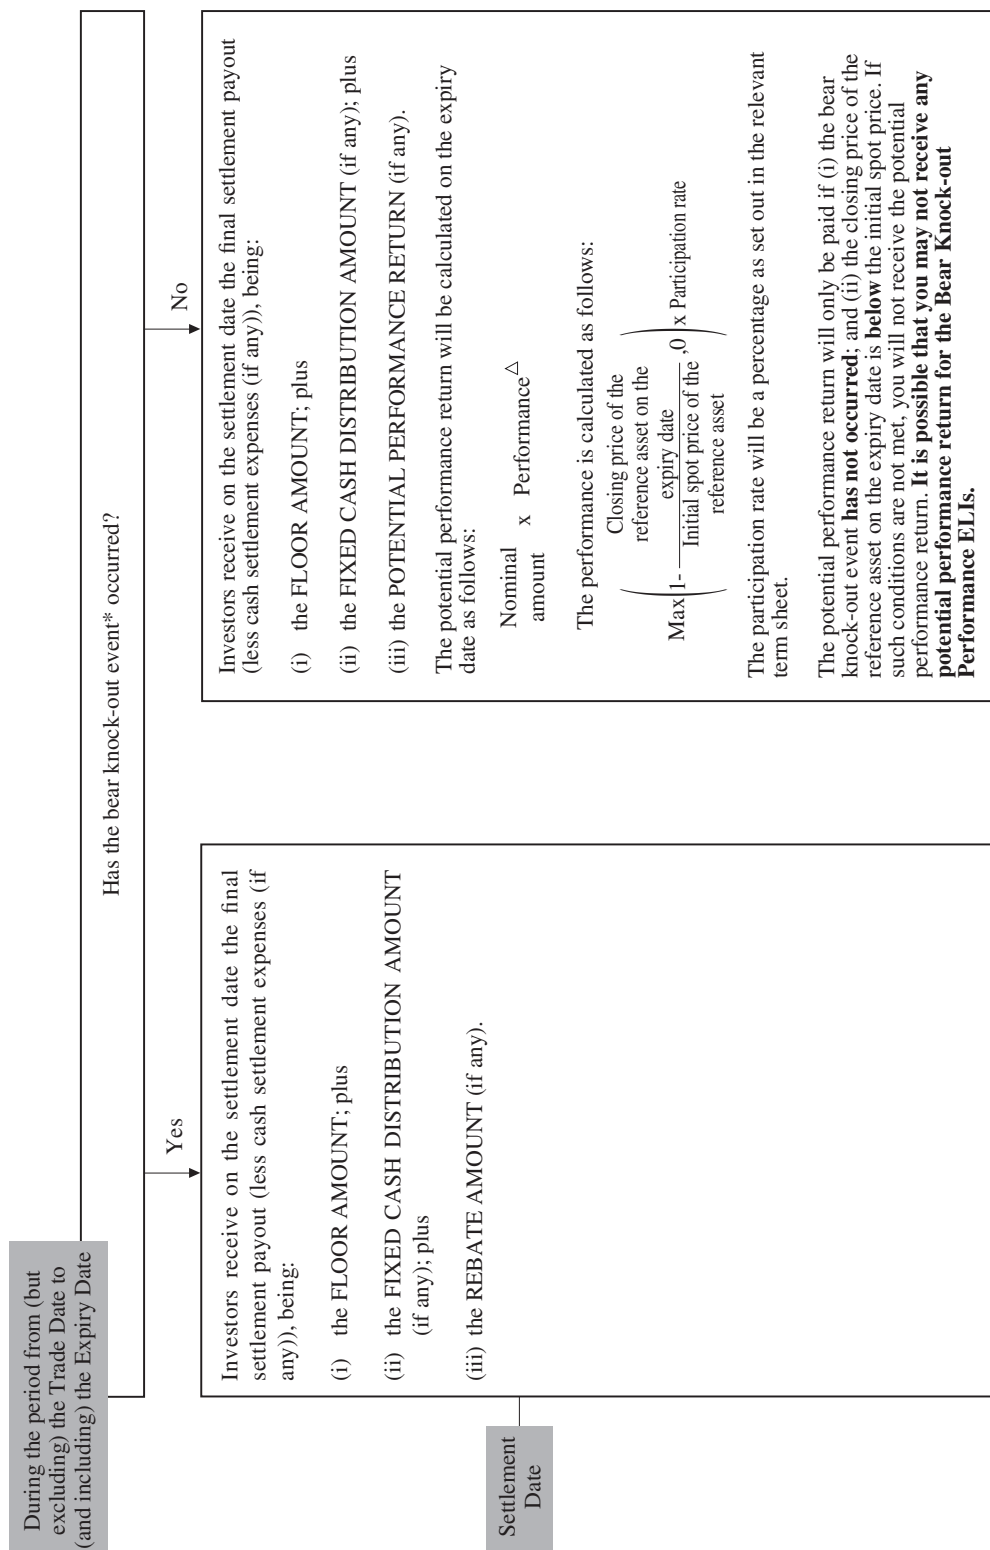 During the period from (but
excluding) the Trade Date to
(and including) the Expiry Date
Has the bear knock-out event* occurred?
Yes
No
Settlement
Date
Investors receive on the settlement date the final
settlement payout (less cash settlement expenses (if
any)), being:
(i) the FLOOR AMOUNT; plus
(ii) the FIXED CASH DISTRIBUTION AMOUNT
(if any); plus
(iii) the REBATE AMOUNT (if any).
Investors receive on the settlement date the final settlement payout
(less cash settlement expenses (if any)), being:
(i) the FLOOR AMOUNT; plus
(ii) the FIXED CASH DISTRIBUTION AMOUNT (if any); plus
(iii) the POTENTIAL PERFORMANCE RETURN (if any).
The potential performance return will be calculated on the expiry
date as follows:
Nominal
amount x Performance△
The performance is calculated as follows:
Closing price of the
reference asset on the
expiry date
Max(1- ,0) x Participation rate
Initial spot price of the
reference asset
The participation rate will be a percentage as set out in the relevant
term sheet.
The potential performance return will only be paid if (i) the bear
knock-out event has not occurred; and (ii) the closing price of the
reference asset on the expiry date is below the initial spot price. If
such conditions are not met, you will not receive the potential
performance return. It is possible that you may not receive any
potential performance return for the Bear Knock-out
Performance ELIs.